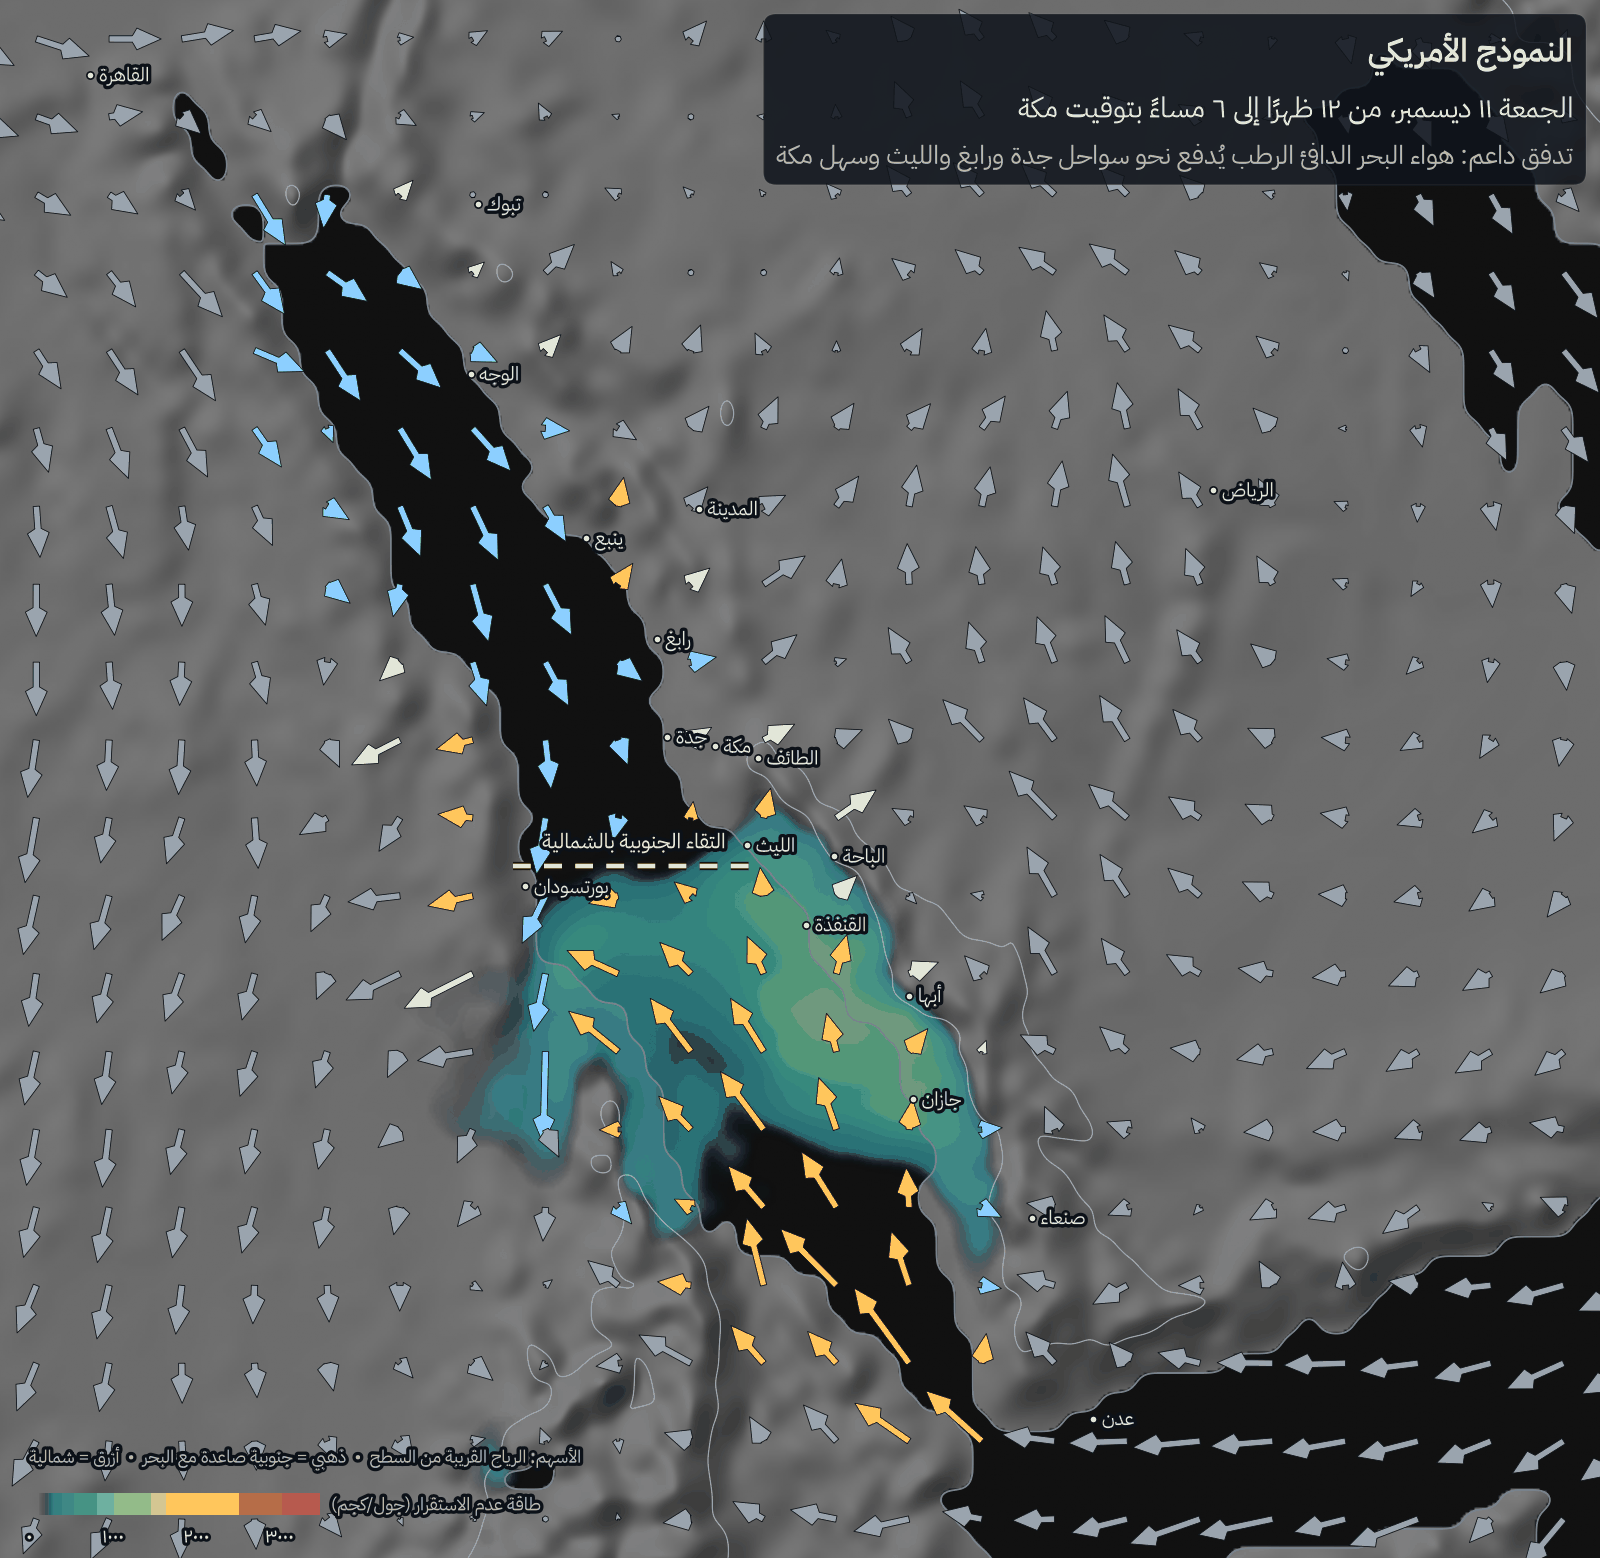 النموذج الأمريكي
الجمعة ١١ ديسمبر، من ١٢ ظهرًا إلى ٦ مساءً بتوقيت مكة
تدفق داعم: هواء البحر الدافئ الرطب يُدفع نحو سواحل جدة ورابغ والليث وسهل مكة
القاهرة
تبوك
الوجه
الرياض
المدينة
ينبع
رابغ
جدة
مكة
الطائف
التقاء الجنوبية بالشمالية
الليث
الباحة
بورتسودان
القنفذة
أبها
جازان
صنعاء
عدن
الأسهم: الرياح القريبة من السطح • ذهبي = جنوبية صاعدة مع البحر • أزرق = شمالية
طاقة عدم الاستقرار (جول/كجم)
٠ ١٠٠٠ ٢٠٠٠ ٣٠٠٠